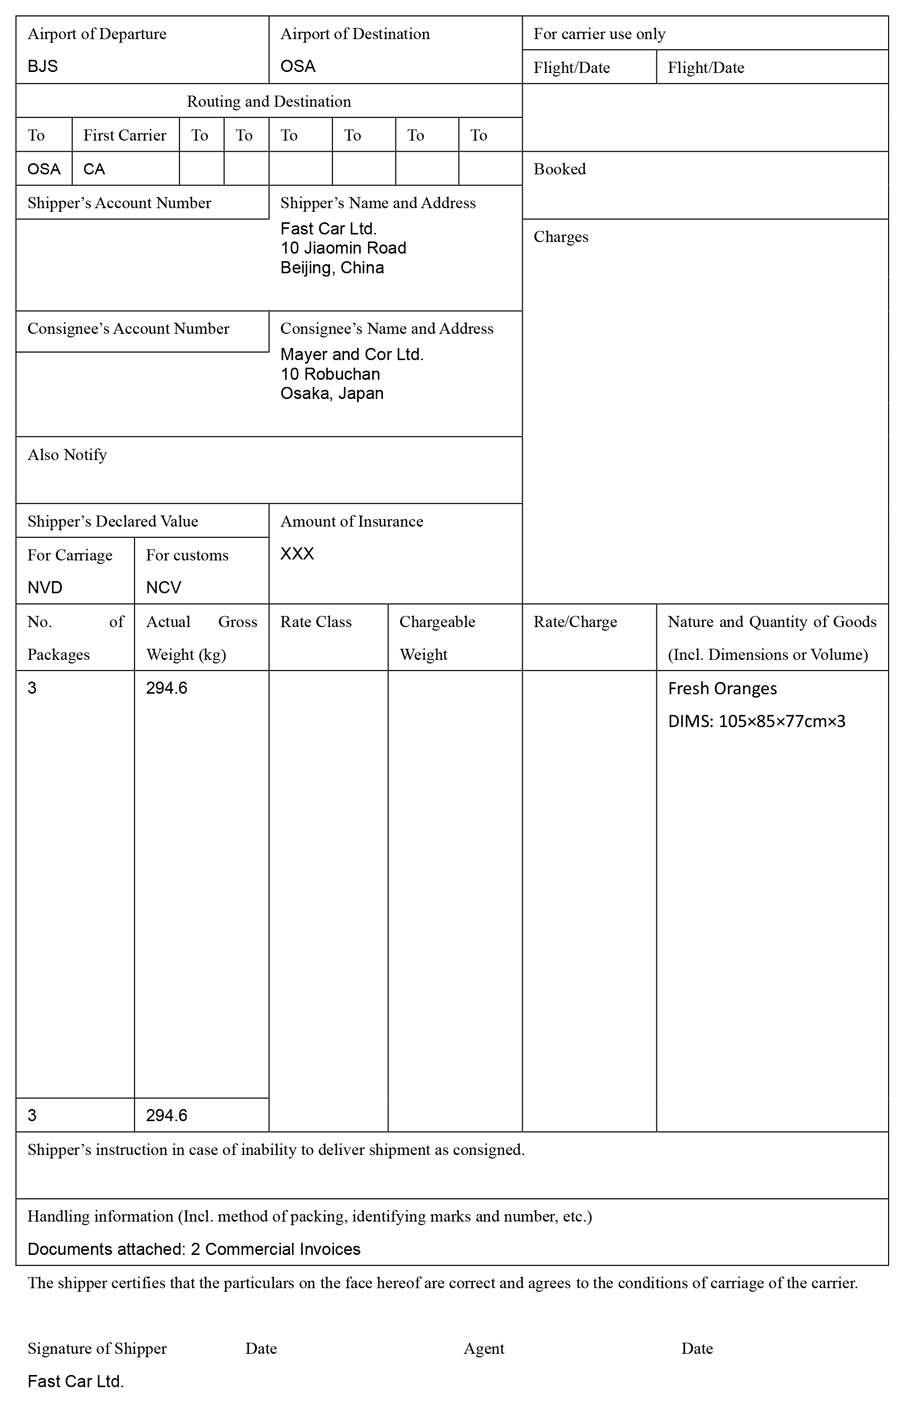 Airport of Departure
BJS
Airport of Destination
OSA
For carrier use only
Flight/Date
Flight/Date
Routing and Destination
To
First Carrier
To
To
To
To
To
To
OSA
CA
Booked
Shipper’s Account Number
Shipper’s Name and Address
Fast Car Ltd.
10 Jiaomin Road
Beijing, China
Charges
Consignee’s Account Number
Consignee’s Name and Address
Mayer and Cor Ltd.
10 Robuchan
Osaka, Japan
Also Notify
Shipper’s Declared Value
For Carriage
NVD
For customs
NCV
Amount of Insurance
XXX
No. of
Packages
Actual Gross
Weight (kg)
Rate Class
Chargeable
Weight
Rate/Charge
Nature and Quantity of Goods
(Incl. Dimensions or Volume)
3
294.6
Fresh Oranges
DIMS: 105×85×77cm×3
3
294.6
Shipper’s instruction in case of inability to deliver shipment as consigned.
Handling information (Incl. method of packing, identifying marks and number, etc.)
Documents attached: 2 Commercial Invoices
The shipper certifies that the particulars on the face hereof are correct and agrees to the conditions of carriage of the carrier.
Signature of Shipper
Date
Agent
Date
Fast Car Ltd.